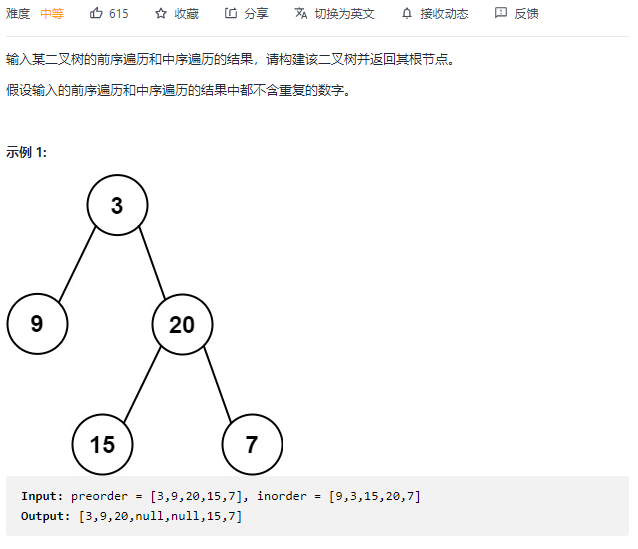 难度 中等 615 收藏 分享 切换为英文 接收动态 反馈
输入某二叉树的前序遍历和中序遍历的结果，请构建该二叉树并返回其根节点。
假设输入的前序遍历和中序遍历的结果中都不含重复的数字。
示例 1:
3
9 20
15 7
Input: preorder = [3,9,20,15,7], inorder = [9,3,15,20,7]
Output: [3,9,20,null,null,15,7]